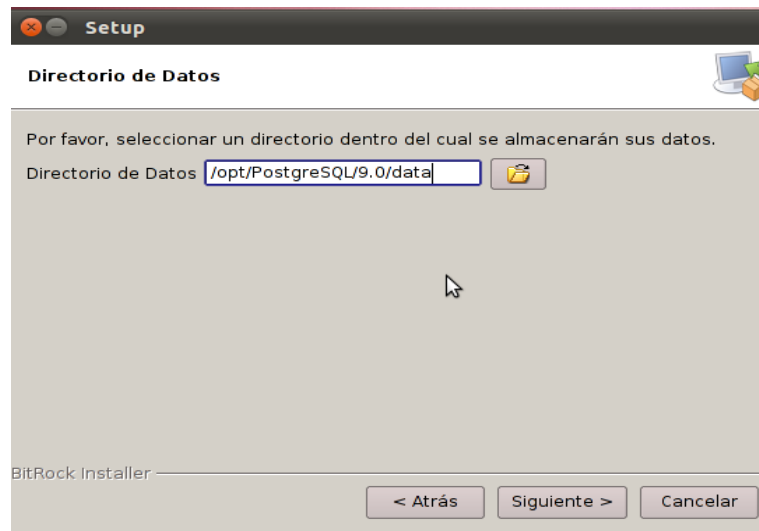 Setup
Directorio de Datos
Por favor, seleccionar un directorio dentro del cual se almacenarán sus datos.
Directorio de Datos /opt/PostgreSQL/9.0/data
BitRock Installer
< Atrás Siguiente > Cancelar